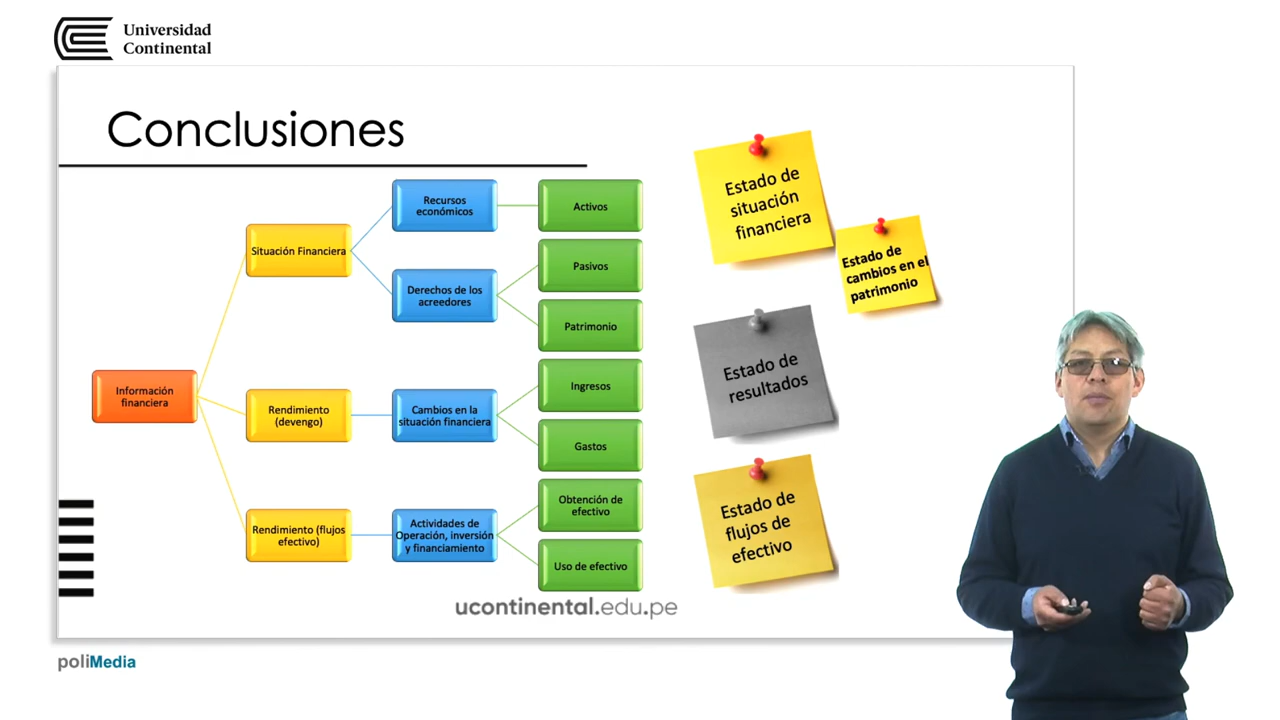 Universidad
Continental
Conclusiones
Información
financiera
Situación Financiera
Rendimiento
(devengo)
Rendimiento (flujos
efectivo)
Recursos
económicos
Derechos de los
acreedores
Cambios en la
situación financiera
Actividades de
Operación, inversión
y financiamiento
Activos
Pasivos
Patrimonio
Ingresos
Gastos
Obtención de
efectivo
Uso de efectivo
Estado de
situación
financiera
Estado de
cambios en el
patrimonio
Estado de
resultados
Estado de
flujos de
efectivo
ucontinental.edu.pe
poliMedia